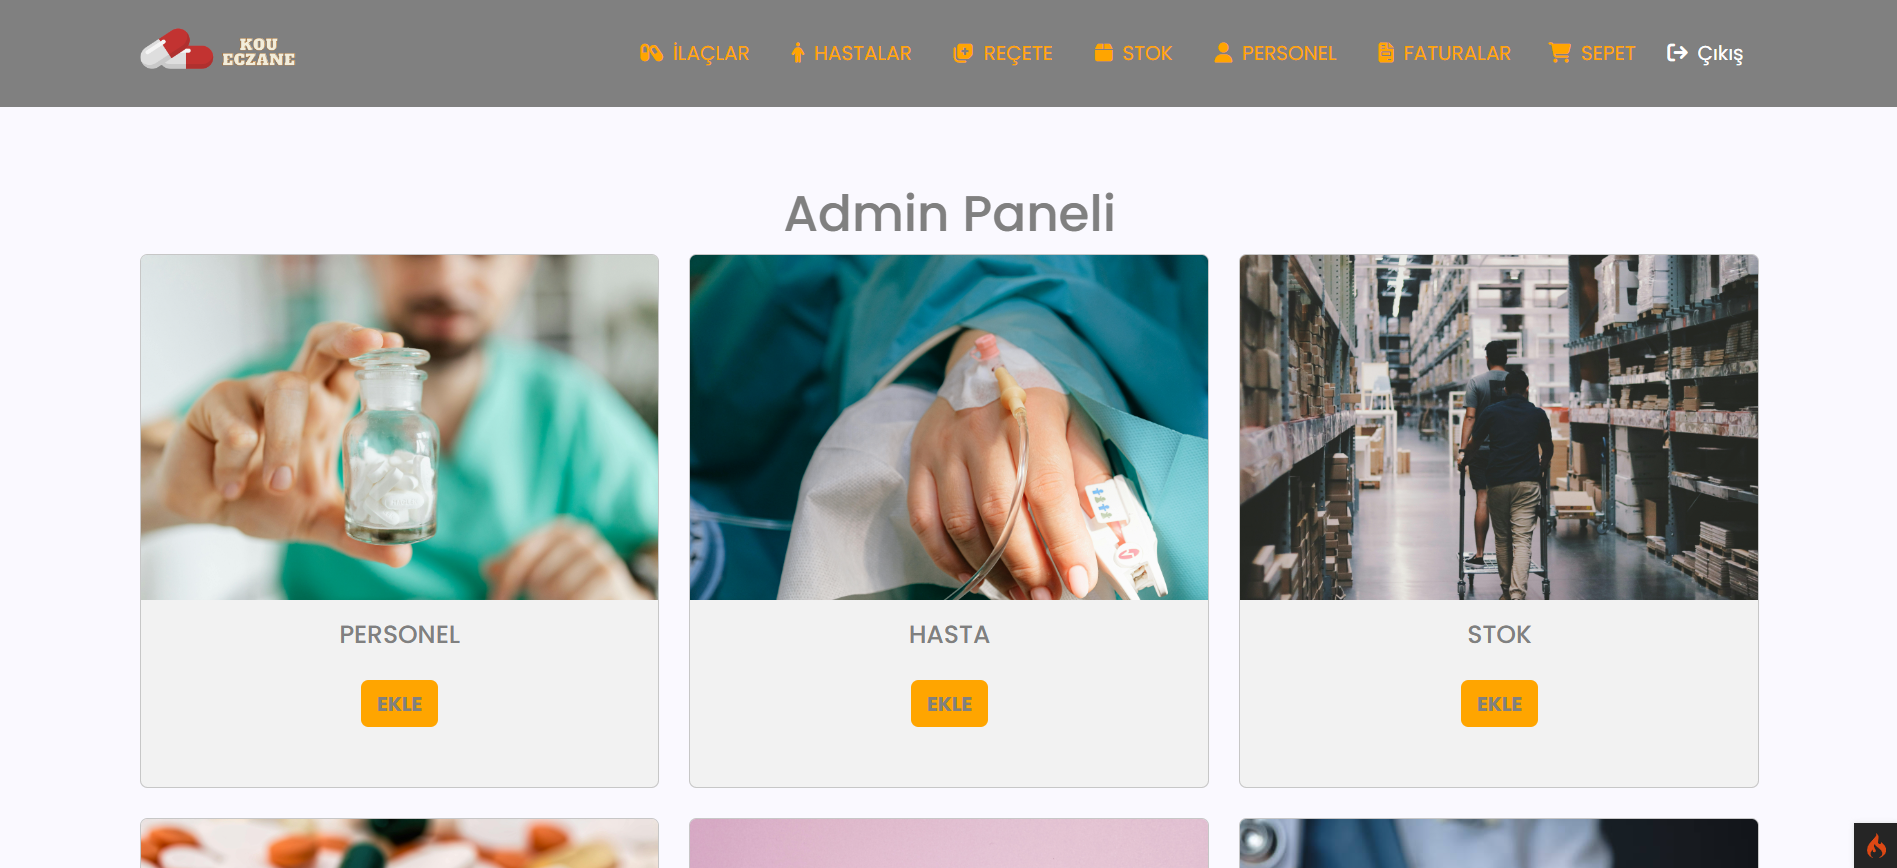 KOU
ECZANE
İLAÇLAR
HASTALAR
REÇETE
STOK
PERSONEL
FATURALAR
SEPET
Çıkış
Admin Paneli
PERSONEL
HASTA
STOK
EKLE
EKLE
EKLE